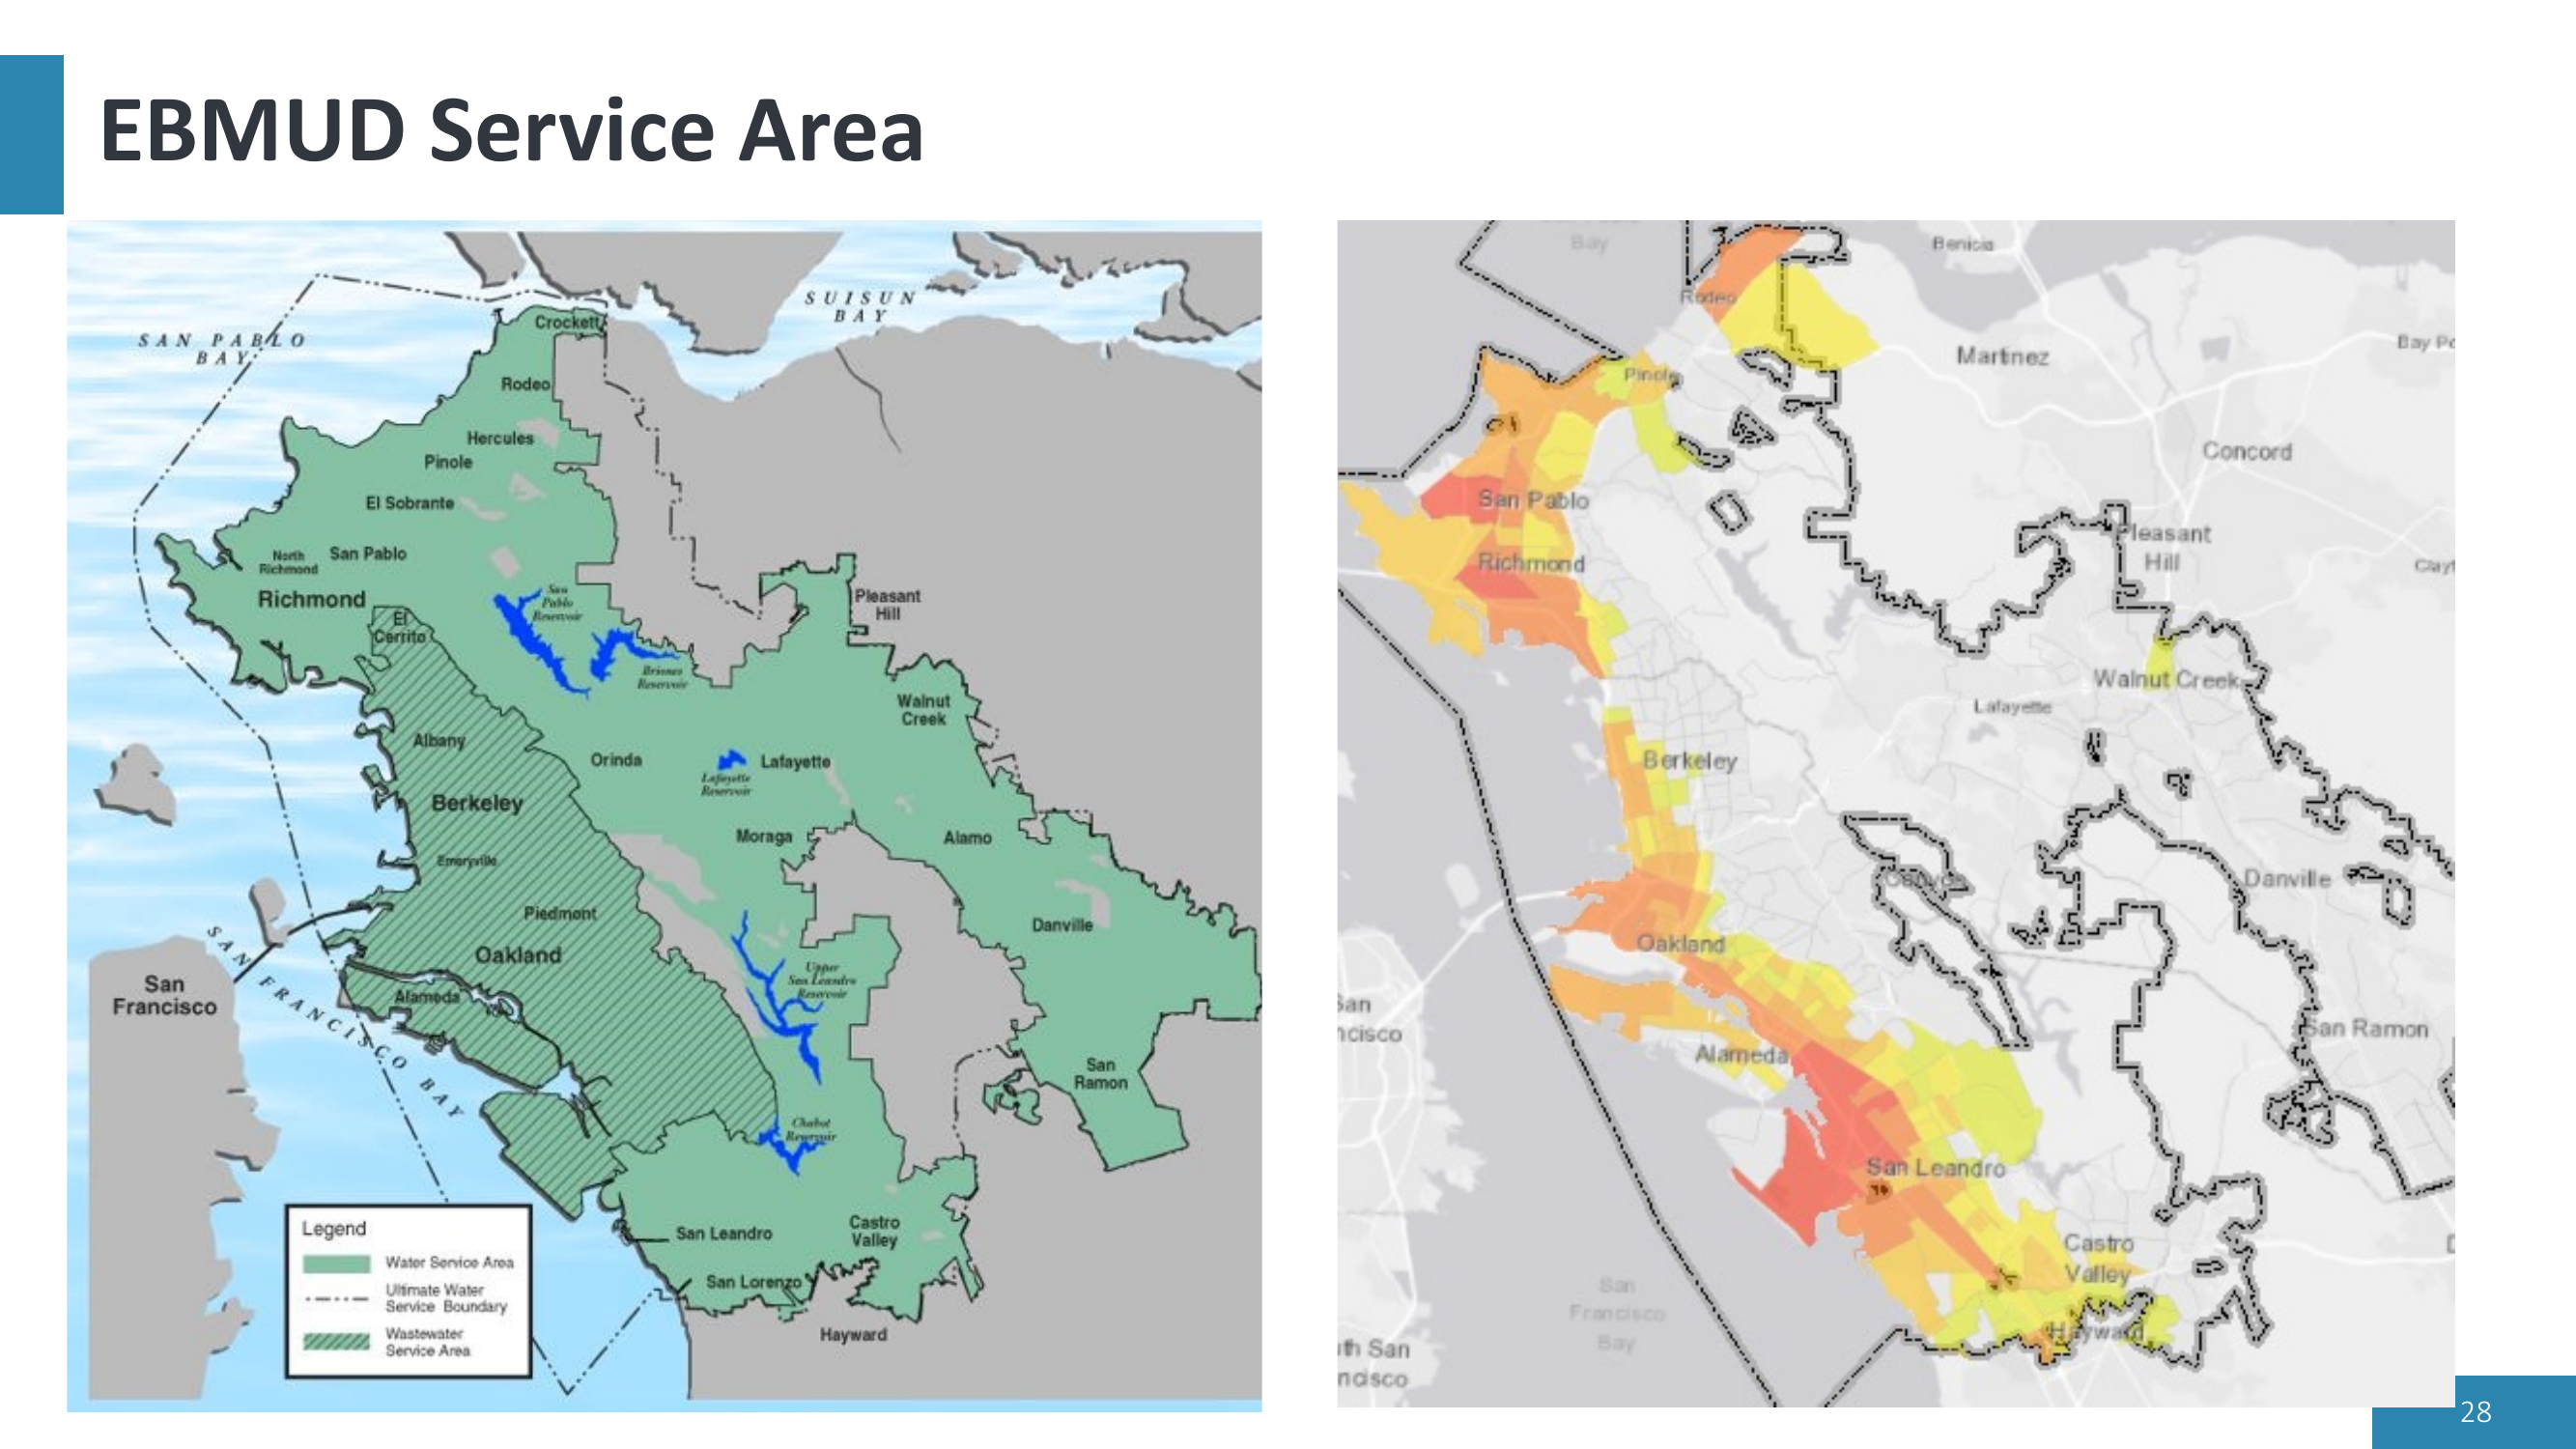 EBMUD Service Area
SAN PABLO
BAY
SUISUN
BAY
Crockett
Rodeo
Hercules
Pinole
El Sobrante
North
Richmond
San Pablo
Richmond
El
Cerrito
San
Pablo
Reservoir
Briones
Reservoir
Pleasant
Hill
Walnut
Creek
Albany
Orinda
Lafayette
Lafayette
Reservoir
Berkeley
Moraga
Alamo
Emeryville
Piedmont
Danville
Oakland
Upper
San Leandro
Reservoir
San
Francisco
Alameda
SAN FRANCISCO BAY
San
Ramon
Chabot
Reservoir
San Leandro
Castro
Valley
San Lorenzo
Hayward
Legend
Water Service Area
Ultimate Water
Service Boundary
Wastewater
Service Area
Bay
Benicia
Rodeo
Martinez
Bay Po
Pinole
Concord
San Pablo
Pleasant
Hill
Richmond
Clayt
Walnut Creek
Lafayette
Berkeley
Canyon
Danville
Oakland
San
ncisco
San Ramon
Alameda
San Leandro
Castro
Valley
San
Francisco
Bay
Hayward
th San
ncisco
28